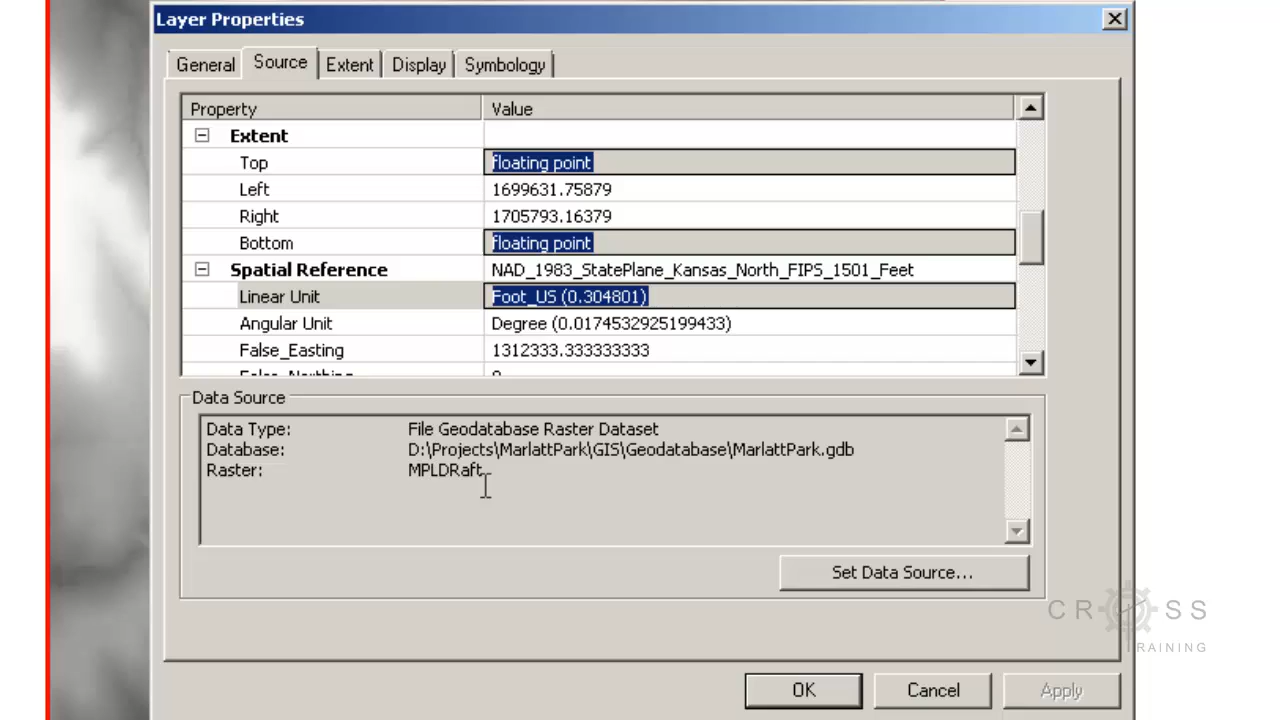 Layer Properties
General Source Extent Display Symbology
Property Value
Extent
Top floating point
Left 1699631.75879
Right 1705793.16379
Bottom floating point
Spatial Reference NAD_1983_StatePlane_Kansas_North_FIPS_1501_Feet
Linear Unit Foot_US (0.304801)
Angular Unit Degree (0.0174532925199433)
False_Easting 1312333.333333333
Data Source
Data Type: File Geodatabase Raster Dataset
Database: D:\Projects\MarlattPark\GIS\Geodatabase\MarlattPark.gdb
Raster: MPLDRaft
Set Data Source...
CROSS
TRAINING
OK Cancel Apply